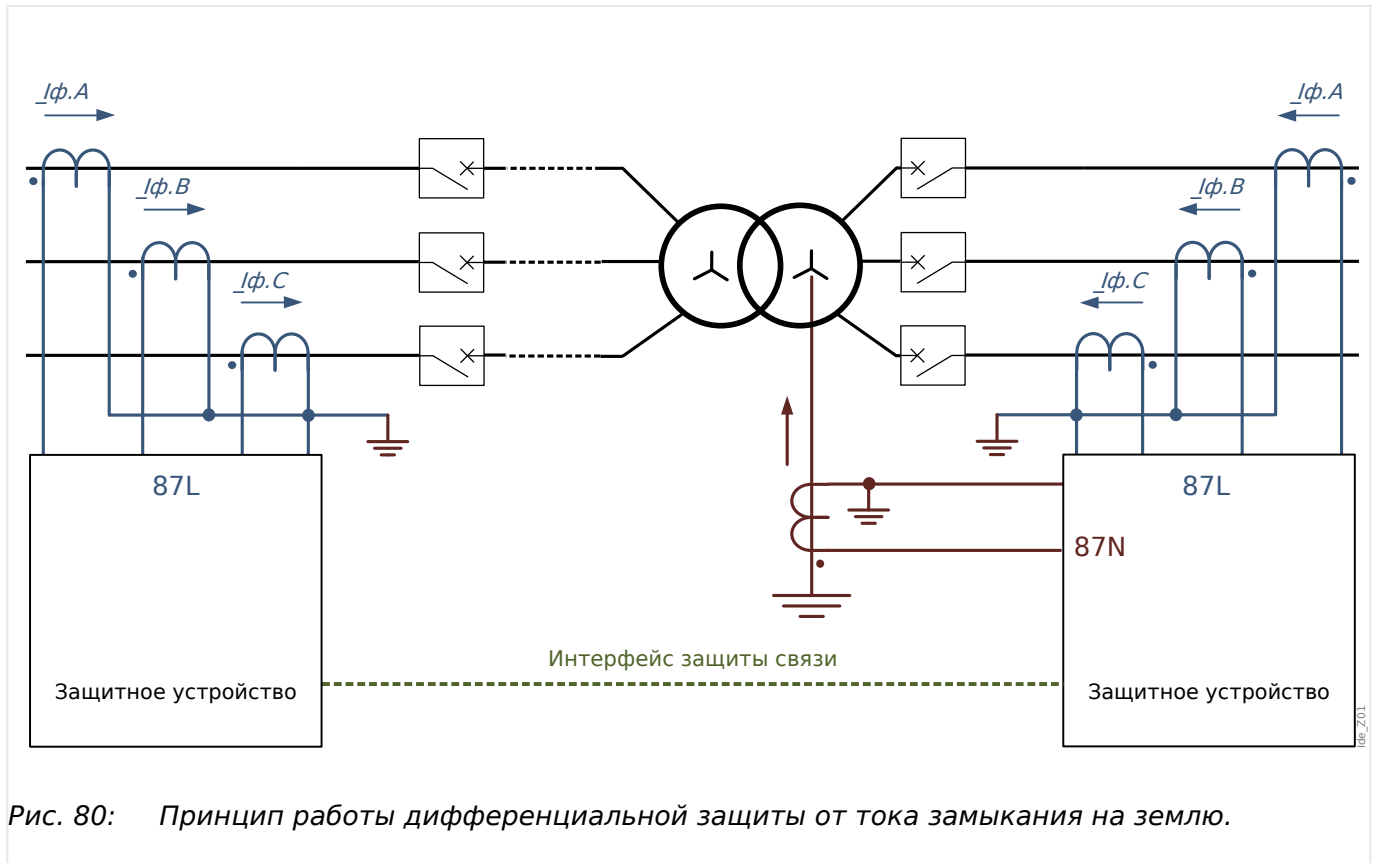 _Iф.A
_Iф.A
_Iф.B
_Iф.B
_Iф.C
_Iф.C
87L
87L
87N
Интерфейс защиты связи
Защитное устройство
Защитное устройство
Ide_Z01
Рис. 80: Принцип работы дифференциальной защиты от тока замыкания на землю.